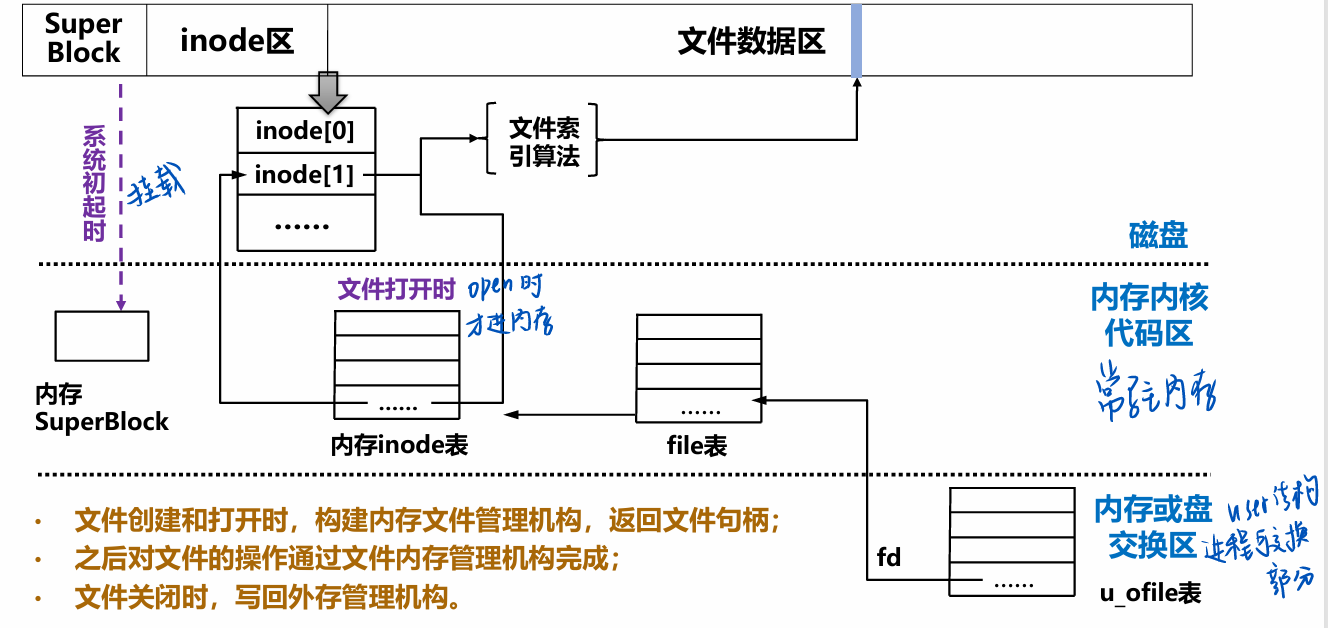 Super
Block
inode区
文件数据区
系统初起时
挂载
inode[0]
inode[1]
......
文件索
引算法
磁盘
文件打开时
open时
才进内存
内存内核
代码区
常驻内存
内存
SuperBlock
......
内存inode表
......
file表
文件创建和打开时，构建内存文件管理机构，返回文件句柄；
之后对文件的操作通过文件内存管理机构完成；
文件关闭时，写回外存管理机构。
fd
......
u_ofile表
内存或盘
交换区
user结构
进程可交换
部分